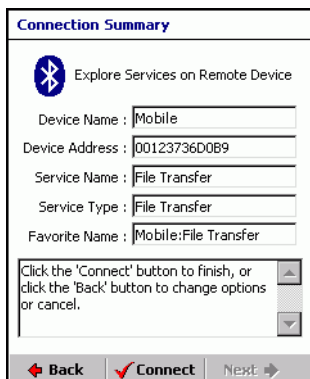 Connection Summary
Explore Services on Remote Device
Device Name : Mobile
Device Address : 00123736D0B9
Service Name : File Transfer
Service Type : File Transfer
Favorite Name : Mobile:File Transfer
Click the 'Connect' button to finish, or
click the 'Back' button to change options
or cancel.
Back Connect Next